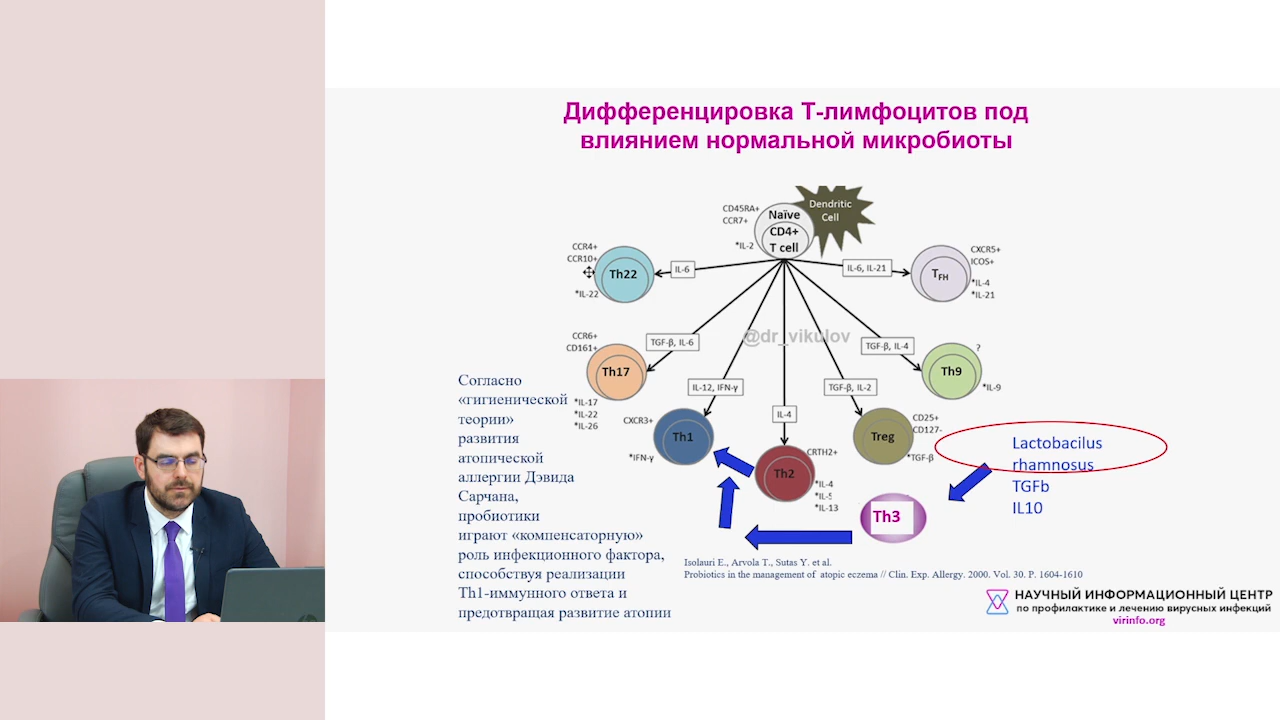 Дифференцировка Т-лимфоцитов под
влиянием нормальной микробиоты
Dendritic
Cell
CD45RA+
CCR7+
*IL-2
Naïve
CD4+
T cell
CCR4+
CCR10+
*IL-22
Th22
IL-6
IL-6, IL-21
TFH
CXCR5+
ICOS+
*IL-4
*IL-21
@dr_vikulov
CCR6+
CD161+
Th17
*IL-17
*IL-22
*IL-26
TGF-β, IL-6
TGF-β, IL-4
Th9
?
*IL-9
IL-12, IFN-γ
TGF-β, IL-2
IL-4
CXCR3+
*IFN-γ
Th1
Th2
CRTH2+
*IL-4
*IL-5
*IL-13
Treg
CD25+
CD127-
*TGF-β
Th3
Lactobacilus
rhamnosus
TGFb
IL10
Согласно
«гигиенической
теории»
развития
атопической
аллергии Дэвида
Сарчана,
пробиотики
играют «компенсаторную»
роль инфекционного фактора,
способствуя реализации
Th1-иммунного ответа и
предотвращая развитие атопии
Isolauri E., Arvola T., Sutas Y. et al.
Probiotics in the management of atopic eczema // Clin. Exp. Allergy. 2000. Vol. 30. P. 1604-1610
НАУЧНЫЙ ИНФОРМАЦИОННЫЙ ЦЕНТР
по профилактике и лечению вирусных инфекций
virinfo.org